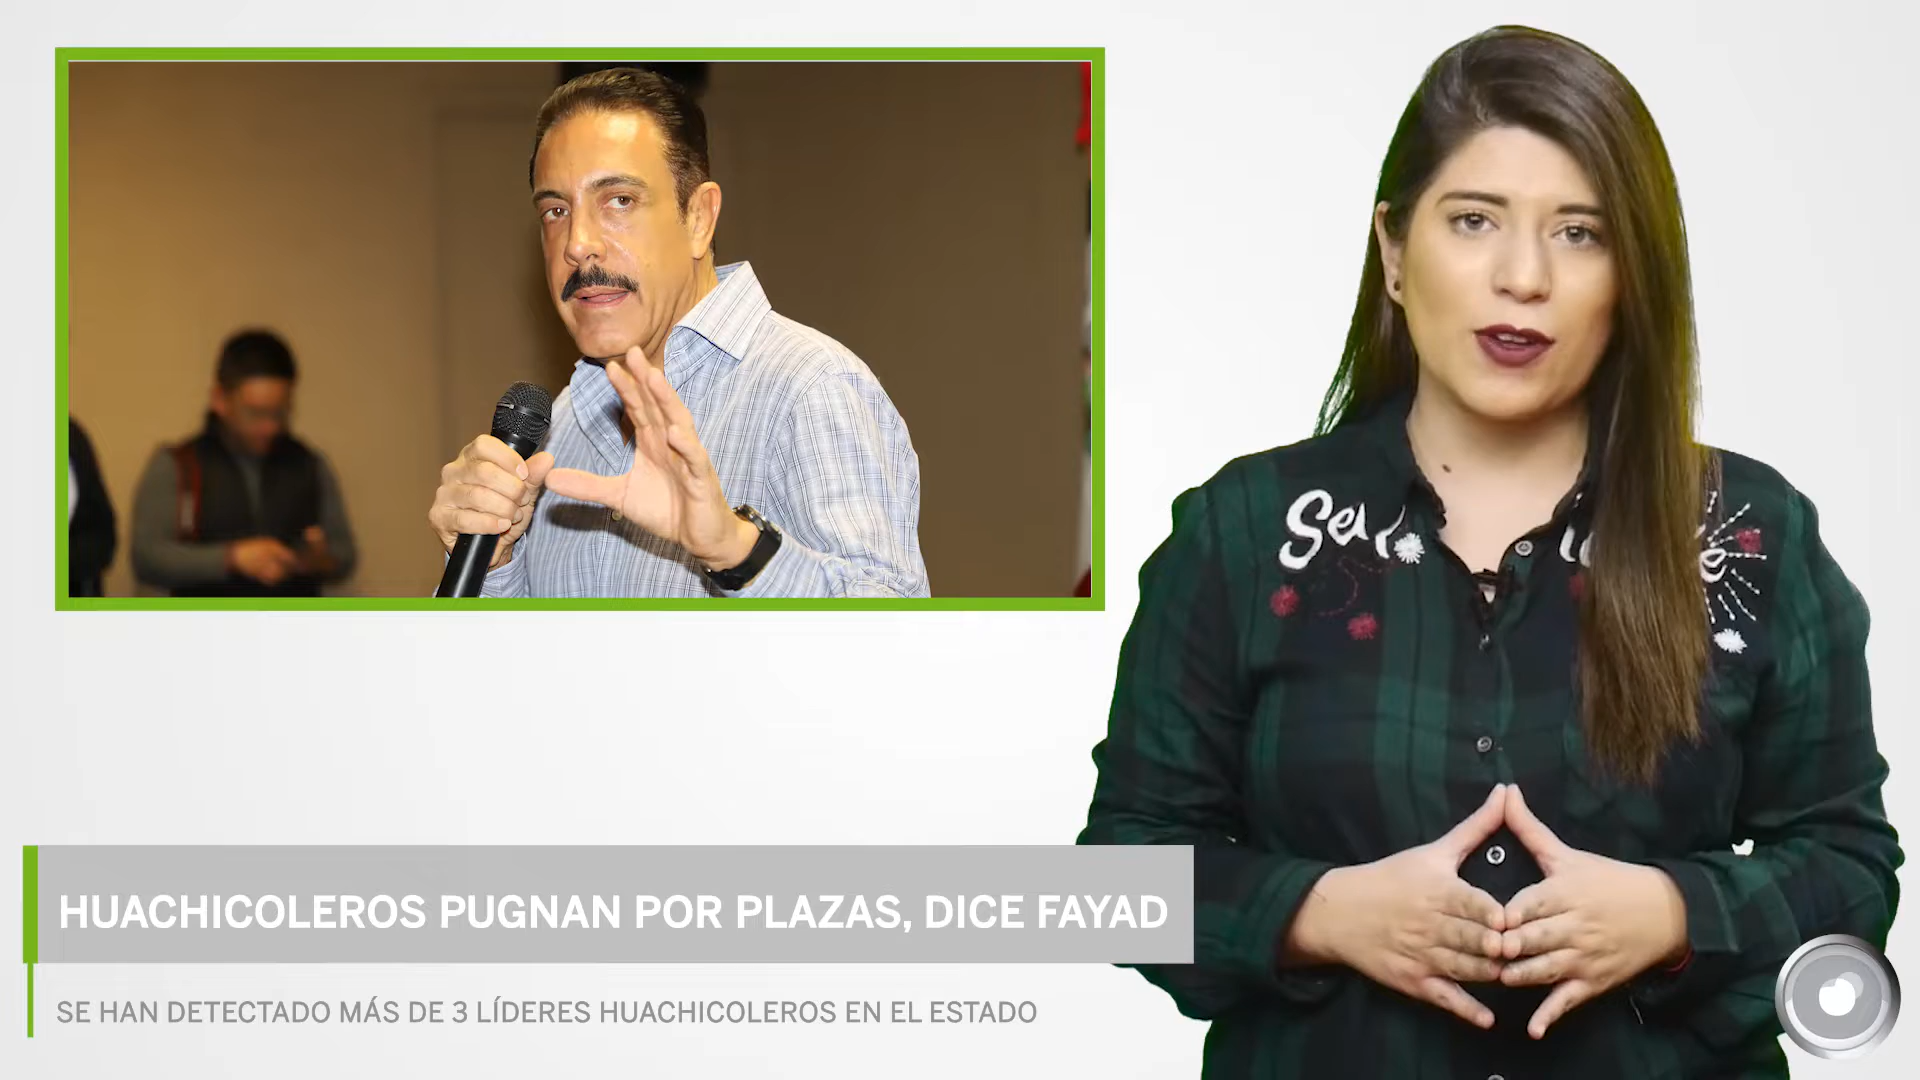 HUACHICOLEROS PUGNAN POR PLAZAS, DICE FAYAD
SE HAN DETECTADO MÁS DE 3 LÍDERES HUACHICOLEROS EN EL ESTADO